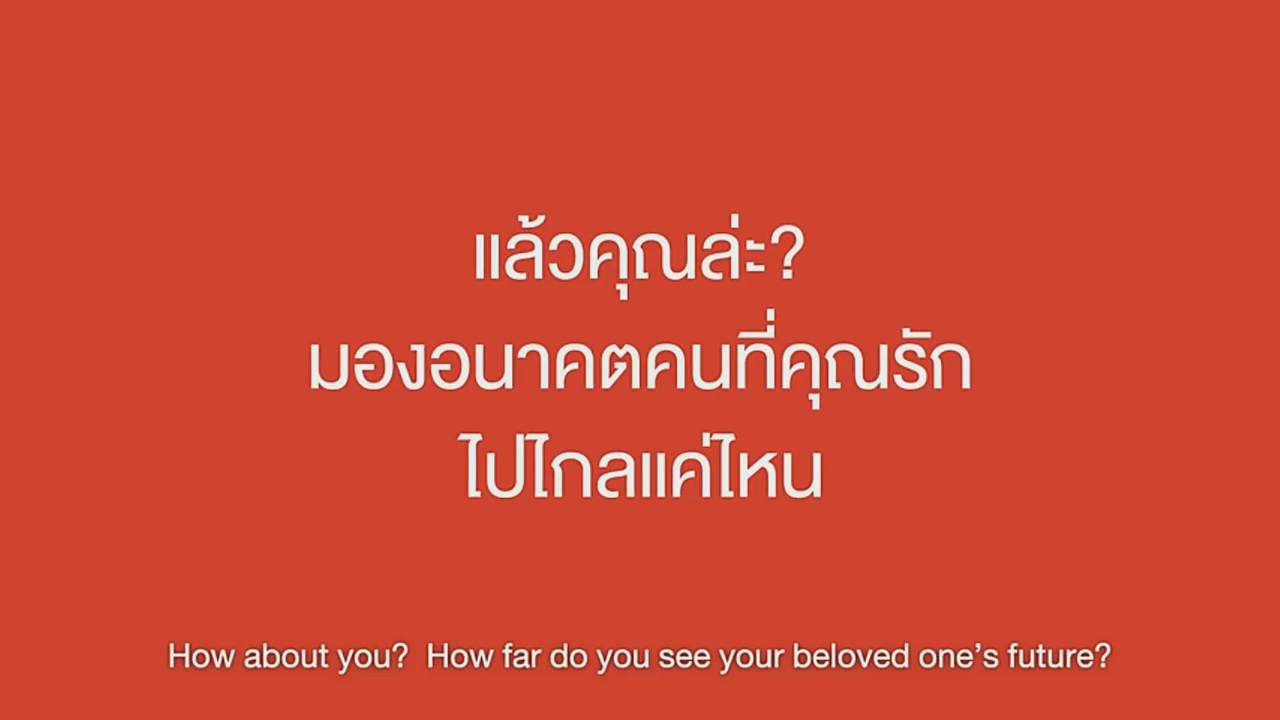 แล้วคุณล่ะ?
มองอนาคตคนที่คุณรัก
ไปไกลแค่ไหน
How about you?  How far do you see your beloved one’s future?